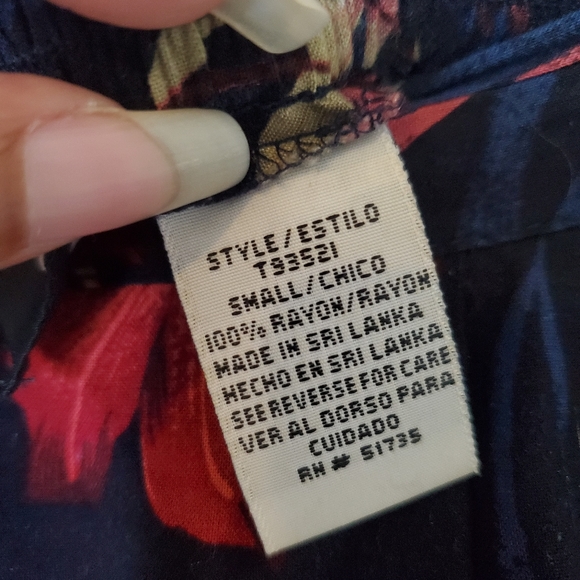 STYLE/ESTILO
T93521
SMALL/CHICO
100% RAYON/RAYON
MADE IN SRI LANKA
HECHO EN SRI LANKA
SEE REVERSE FOR CARE
VER AL DORSO PARA
CUIDADO
RN # 51735